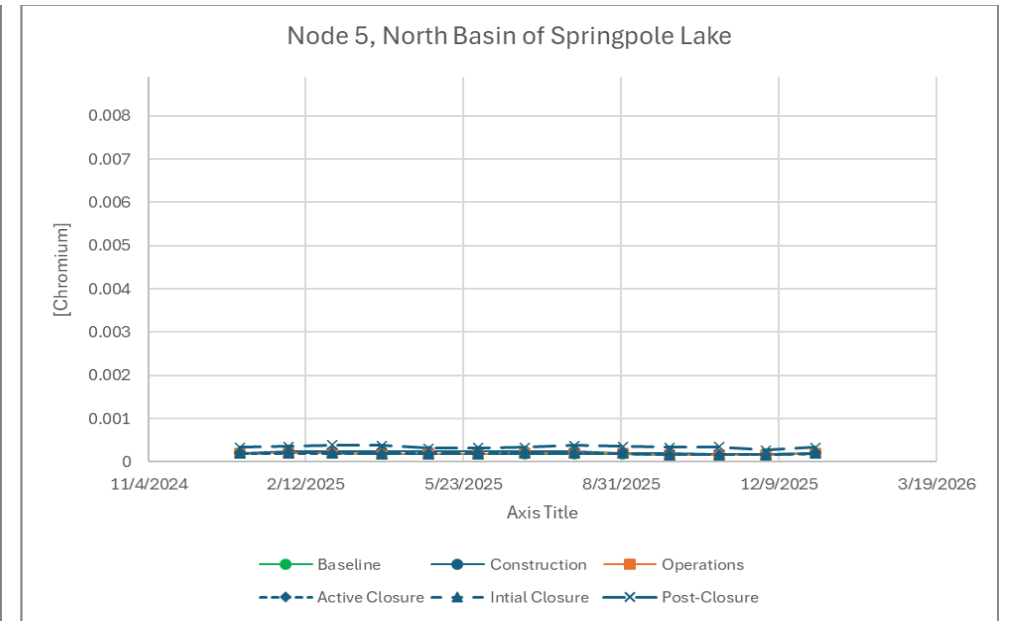 Node 5, North Basin of Springpole Lake
0.008
0.007
0.006
0.005
0.004
0.003
0.002
0.001
0
[Chromium]
11/4/2024 2/12/2025 5/23/2025 8/31/2025 12/9/2025 3/19/2026
Axis Title
Baseline Construction Operations
Active Closure Intial Closure Post-Closure